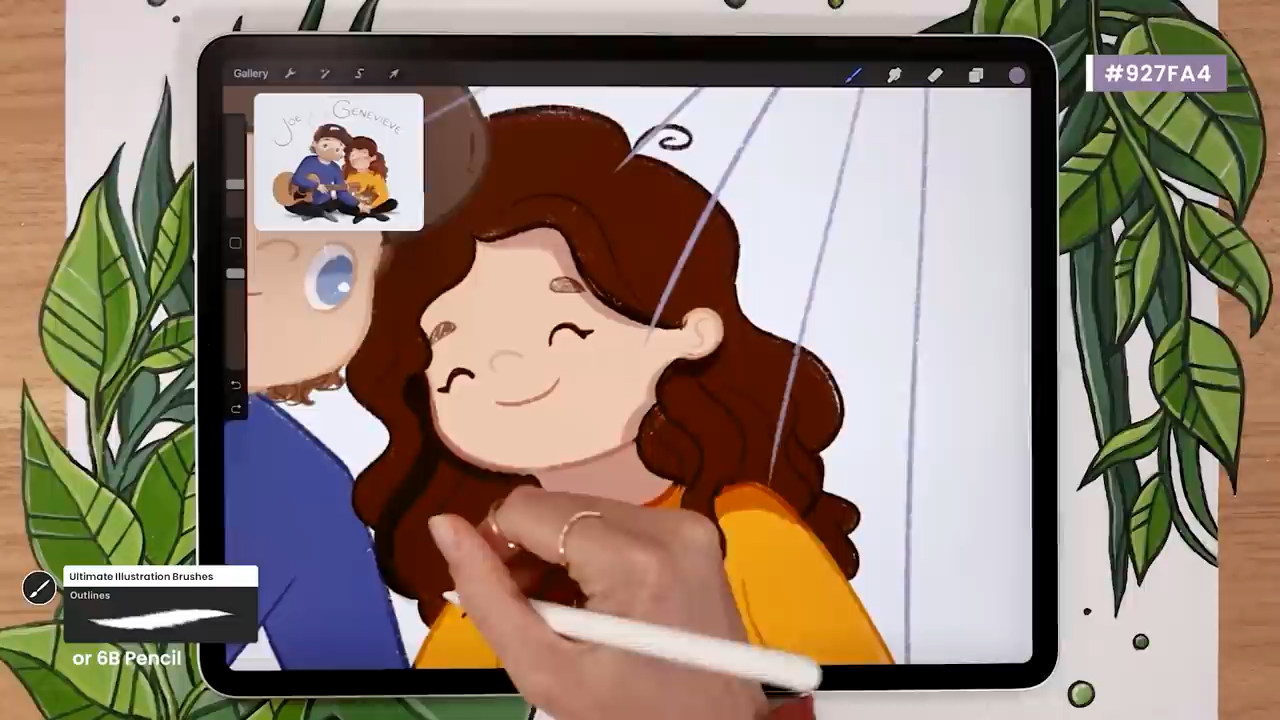 #927FA4
Gallery
Joe & Genevieve
Ultimate Illustration Brushes
Outlines
or 6B Pencil